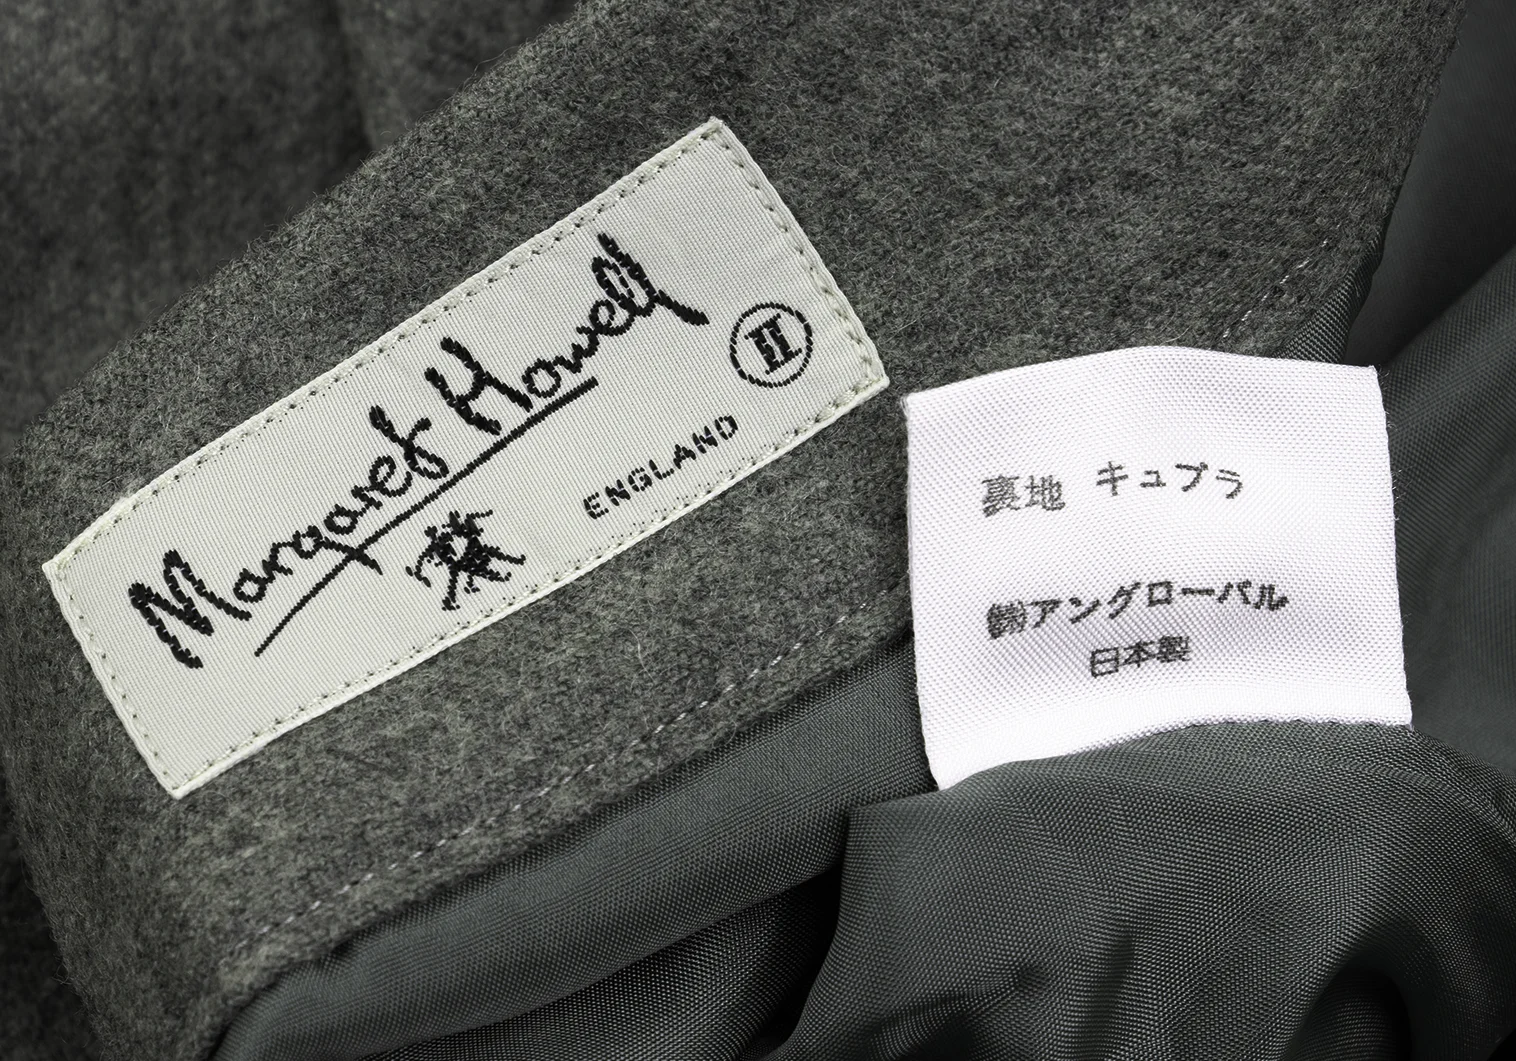 Margaret Howell
II
ENGLAND
裏地 キュプラ
㈱アングローバル
日本製